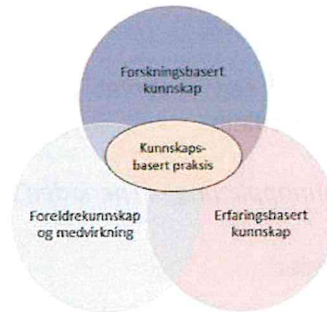 Forskningsbasert
kunnskap
Kunnskaps-
basert praksis
Foreldrekunnskap
og medvirkning
Erfaringsbasert
kunnskap